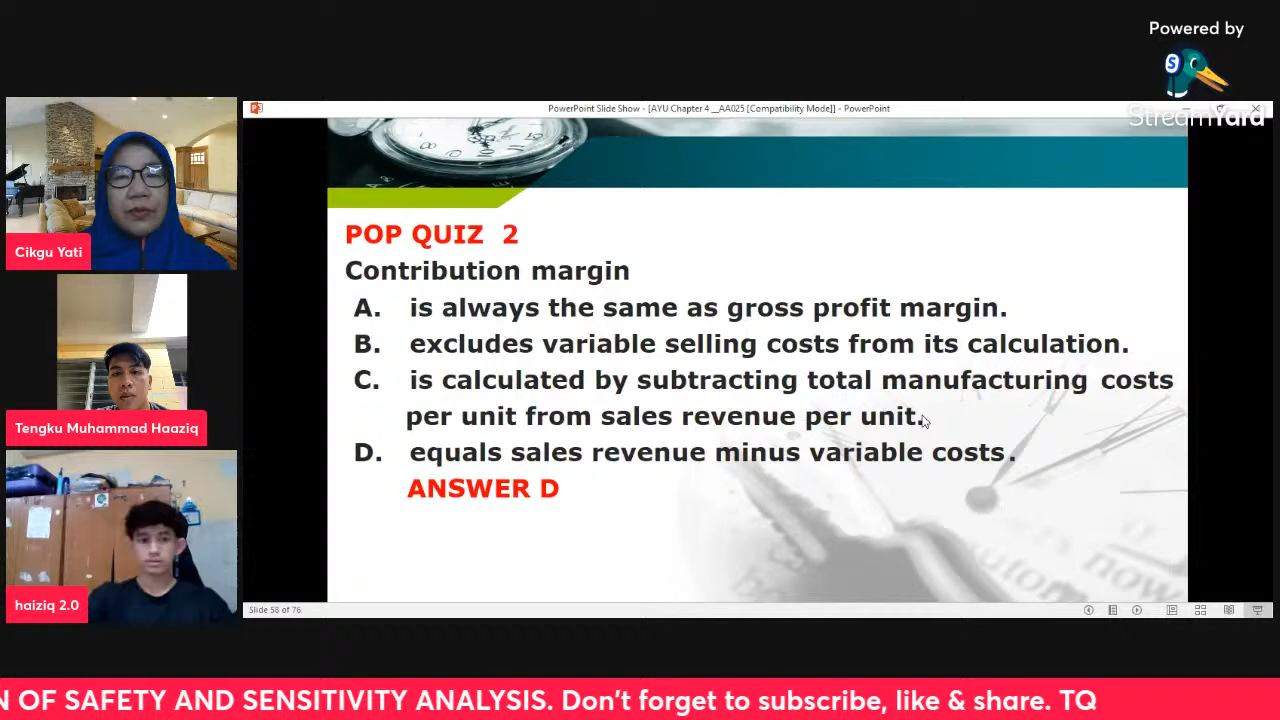 Powered by
StreamYard
PowerPoint Slide Show - [AYU Chapter 4 __AA025 [Compatibility Mode]] - PowerPoint
POP QUIZ 2
Contribution margin
A. is always the same as gross profit margin.
B. excludes variable selling costs from its calculation.
C. is calculated by subtracting total manufacturing costs
per unit from sales revenue per unit.
D. equals sales revenue minus variable costs.
ANSWER D
Slide 58 of 76
Cikgu Yati
Tengku Muhammad Haaziq
haiziq 2.0
N OF SAFETY AND SENSITIVITY ANALYSIS. Don't forget to subscribe, like & share. TQ